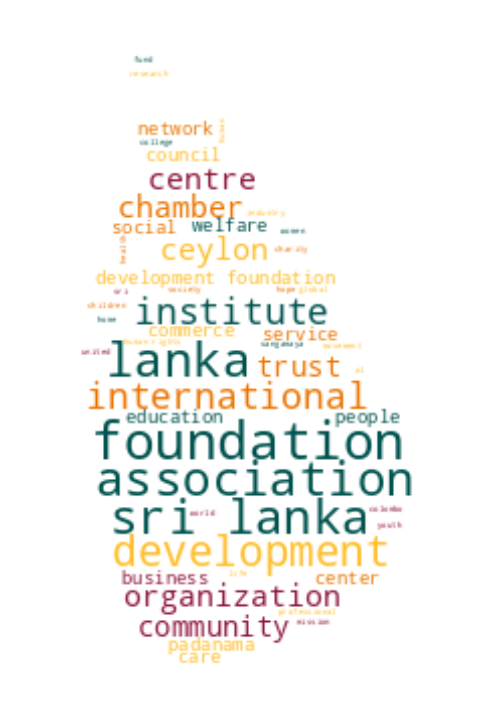 fund
research
network
human
college
council
centre
chamber industry
social welfare women
health ceylon charity
development foundation
sri society hope global
children institute
home
commerce service
human rights sangamaya movement
united lanka trust
international
education people
foundation
association
sri lanka world colombo
youth
development
business life center
organization
professional
community mission
padanama
care